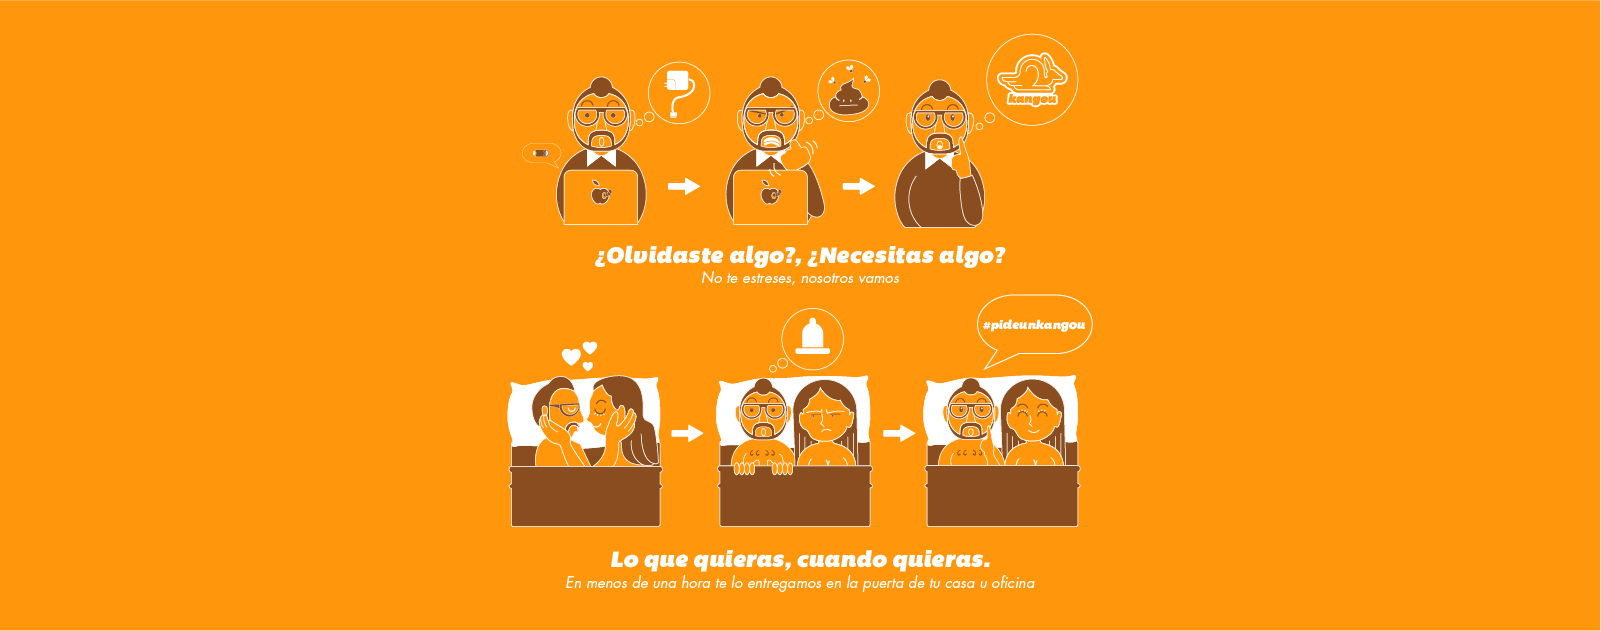 kangou
¿Olvidaste algo?, ¿Necesitas algo?
No te estreses, nosotros vamos
#pideunkangou
Lo que quieras, cuando quieras.
En menos de una hora te lo entregamos en la puerta de tu casa u oficina